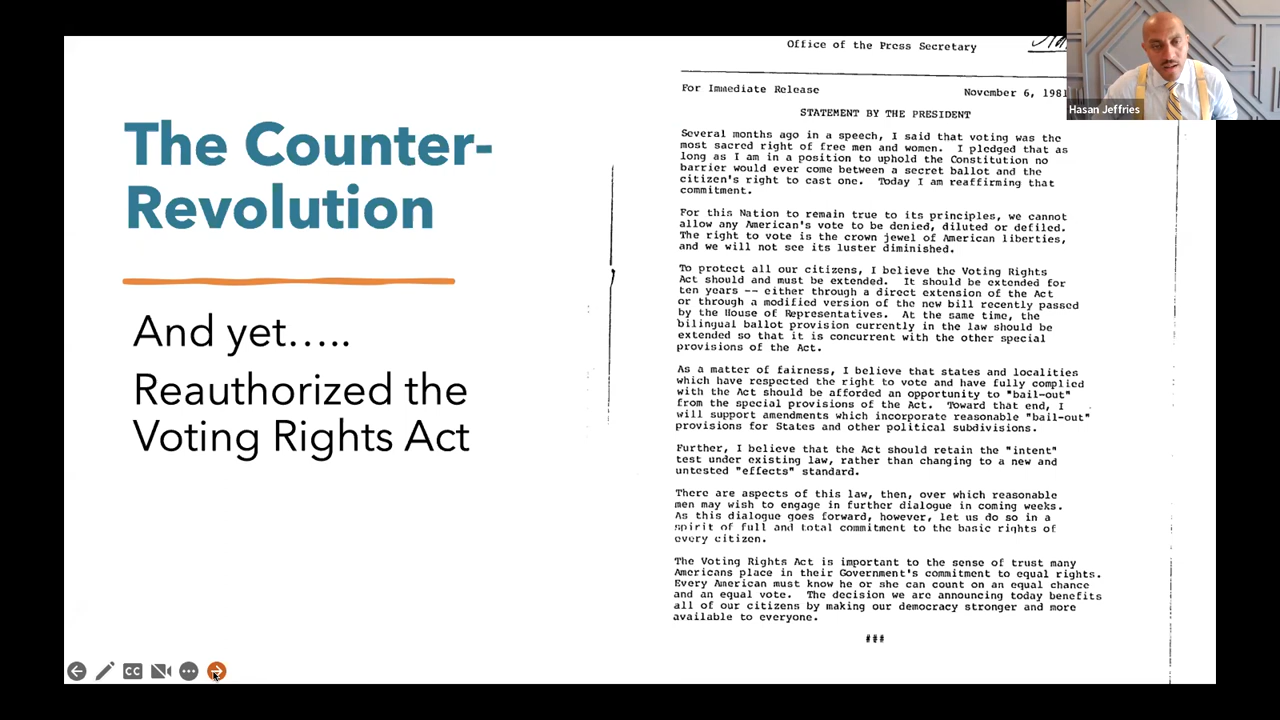 The Counter-
Revolution
And yet…..
Reauthorized the
Voting Rights Act
Office of the Press Secretary
For Immediate Release
November 6, 1981
STATEMENT BY THE PRESIDENT
Several months ago in a speech, I said that voting was the
most sacred right of free men and women. I pledged that as
long as I am in a position to uphold the Constitution no
barrier would ever come between a secret ballot and the
citizen's right to cast one. Today I am reaffirming that
commitment.
For this Nation to remain true to its principles, we cannot
allow any American's vote to be denied, diluted or defiled.
The right to vote is the crown jewel of American liberties,
and we will not see its luster diminished.
To protect all our citizens, I believe the Voting Rights
Act should and must be extended. It should be extended for
ten years -- either through a direct extension of the Act
or through a modified version of the new bill recently passed
by the House of Representatives. At the same time, the
bilingual ballot provision currently in the law should be
extended so that it is concurrent with the other special
provisions of the Act.
As a matter of fairness, I believe that states and localities
which have respected the right to vote and have fully complied
with the Act should be afforded an opportunity to "bail-out"
from the special provisions of the Act. Toward that end, I
will support amendments which incorporate reasonable "bail-out"
provisions for States and other political subdivisions.
Further, I believe that the Act should retain the "intent"
test under existing law, rather than changing to a new and
untested "effects" standard.
There are aspects of this law, then, over which reasonable
men may wish to engage in further dialogue in coming weeks.
As this dialogue goes forward, however, let us do so in a
spirit of full and total commitment to the basic rights of
every citizen.
The Voting Rights Act is important to the sense of trust many
Americans place in their Government's commitment to equal rights.
Every American must know he or she can count on an equal chance
and an equal vote. The decision we are announcing today benefits
all of our citizens by making our democracy stronger and more
available to everyone.
###
Hasan Jeffries
CC